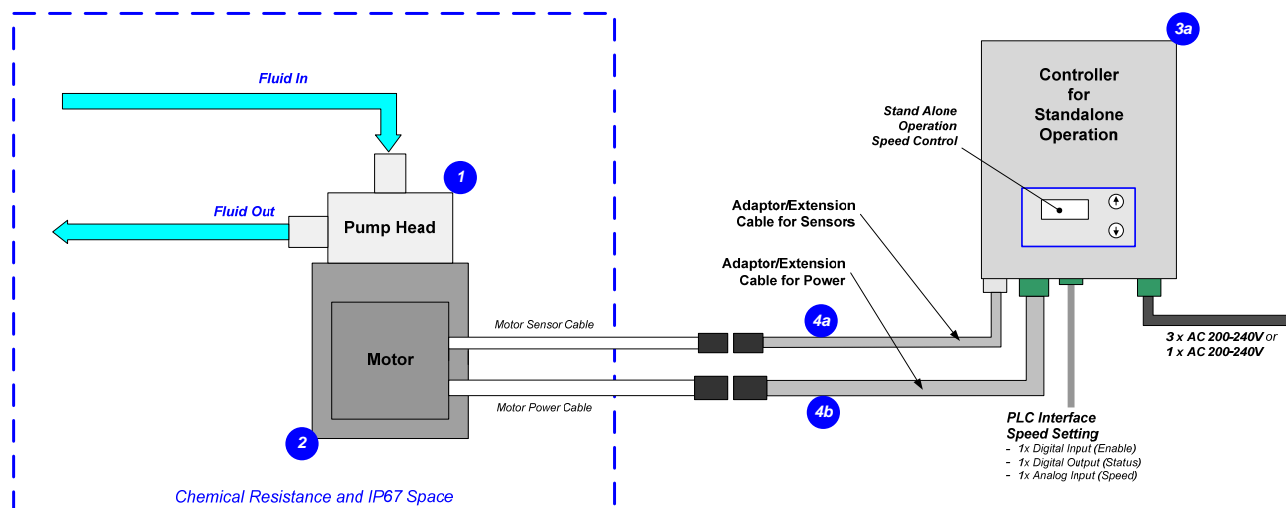 3a
Controller
for
Standalone
Operation
Fluid In
Stand Alone
Operation
Speed Control
1
Fluid Out
Pump Head
Adaptor/Extension
Cable for Sensors
Adaptor/Extension
Cable for Power
4a
Motor Sensor Cable
Motor
3 x AC 200-240V or
1 x AC 200-240V
Motor Power Cable
4b
2
PLC Interface
Speed Setting
- 1x Digital Input (Enable)
- 1x Digital Output (Status)
- 1x Analog Input (Speed)
Chemical Resistance and IP67 Space